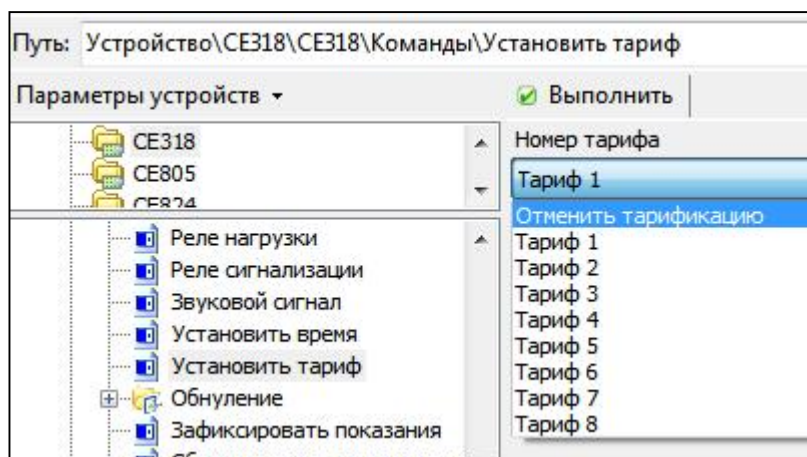 Путь: Устройство\CE318\CE318\Команды\Установить тариф
Параметры устройств
Выполнить
CE318
CE805
CE824
Номер тарифа
Тариф 1
Отменить тарификацию
Тариф 1
Тариф 2
Тариф 3
Тариф 4
Тариф 5
Тариф 6
Тариф 7
Тариф 8
Реле нагрузки
Реле сигнализации
Звуковой сигнал
Установить время
Установить тариф
Обнуление
Зафиксировать показания